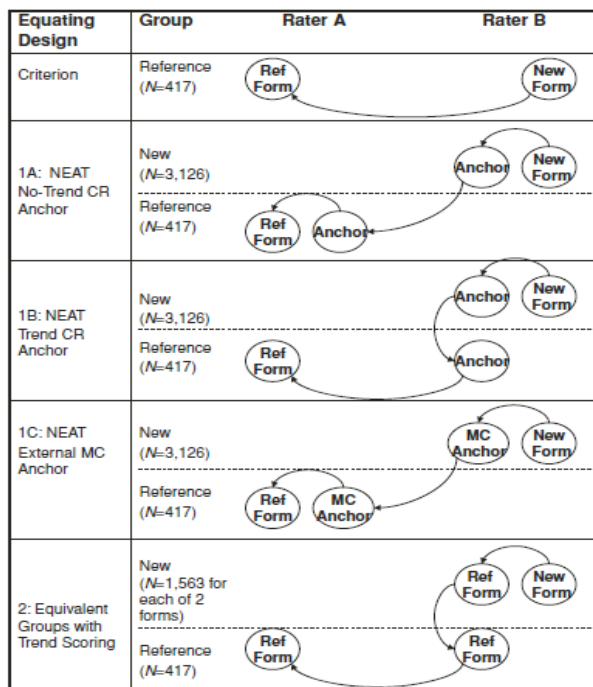 Equating Design
Group
Rater A
Rater B
Criterion
Reference
(N=417)
Ref
Form
New
Form
1A: NEAT
No-Trend CR
Anchor
New
(N=3,126)
Anchor
New
Form
Reference
(N=417)
Ref
Form
Anchor
1B: NEAT
Trend CR
Anchor
New
(N=3,126)
Anchor
New
Form
Reference
(N=417)
Ref
Form
Anchor
1C: NEAT
External MC
Anchor
New
(N=3,126)
MC
Anchor
New
Form
Reference
(N=417)
Ref
Form
MC
Anchor
2: Equivalent
Groups with
Trend Scoring
New
(N=1,563 for
each of 2
forms)
Ref
Form
New
Form
Reference
(N=417)
Ref
Form
Ref
Form